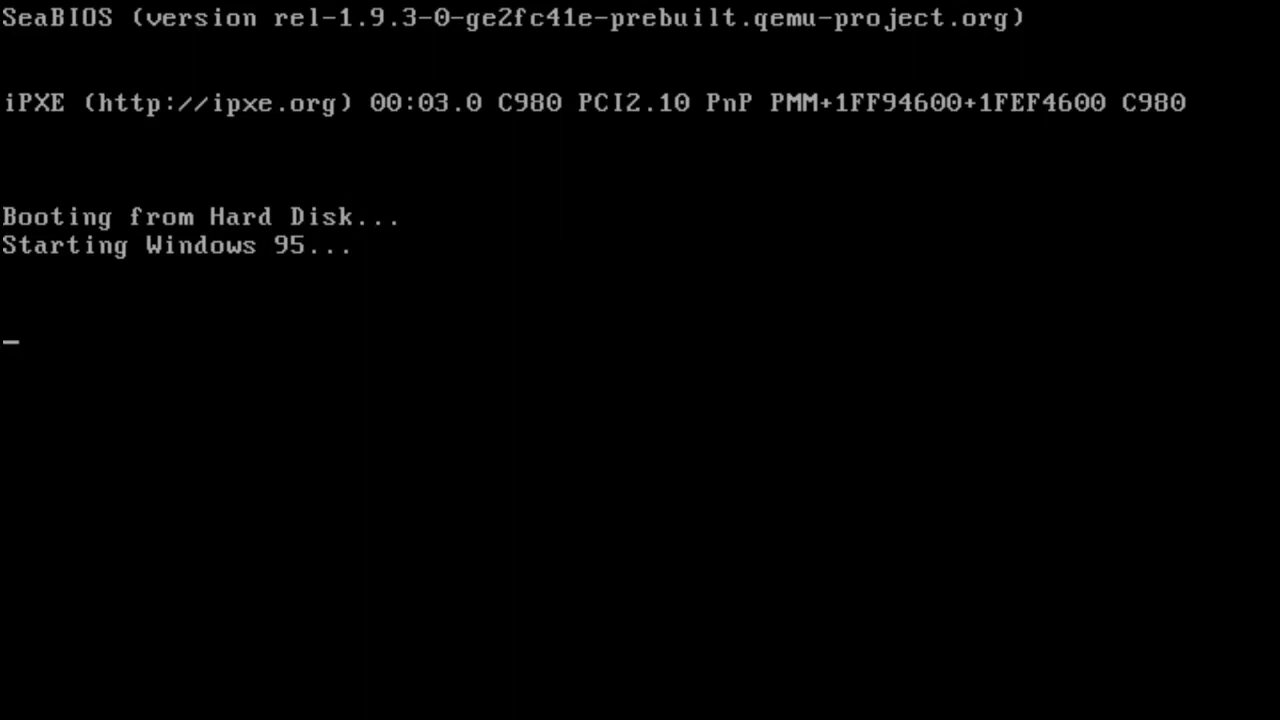 SeaBIOS (version rel-1.9.3-0-ge2fc41e-prebuilt.qemu-project.org)
iPXE (http://ipxe.org) 00:03.0 C980 PCI2.10 PnP PMM+1FF94600+1FEF4600 C980
Booting from Hard Disk...
Starting Windows 95...